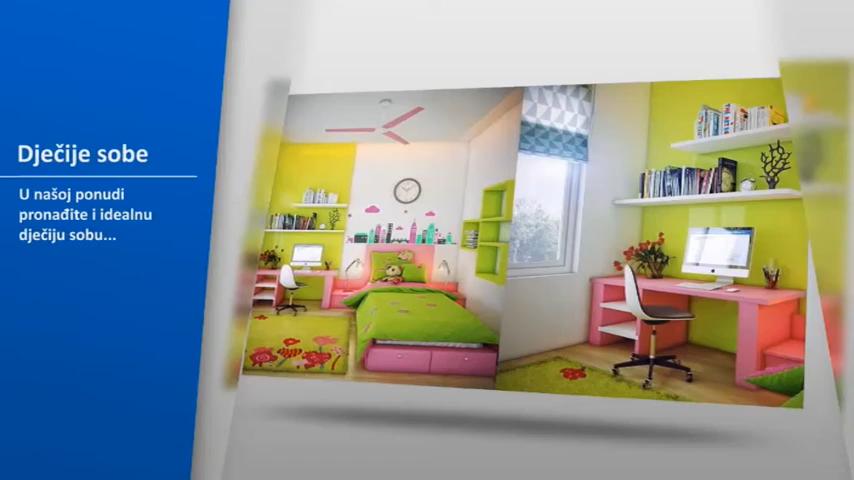 Dječije sobe
U našoj ponudi
pronađite i idealnu
dječiju sobu...